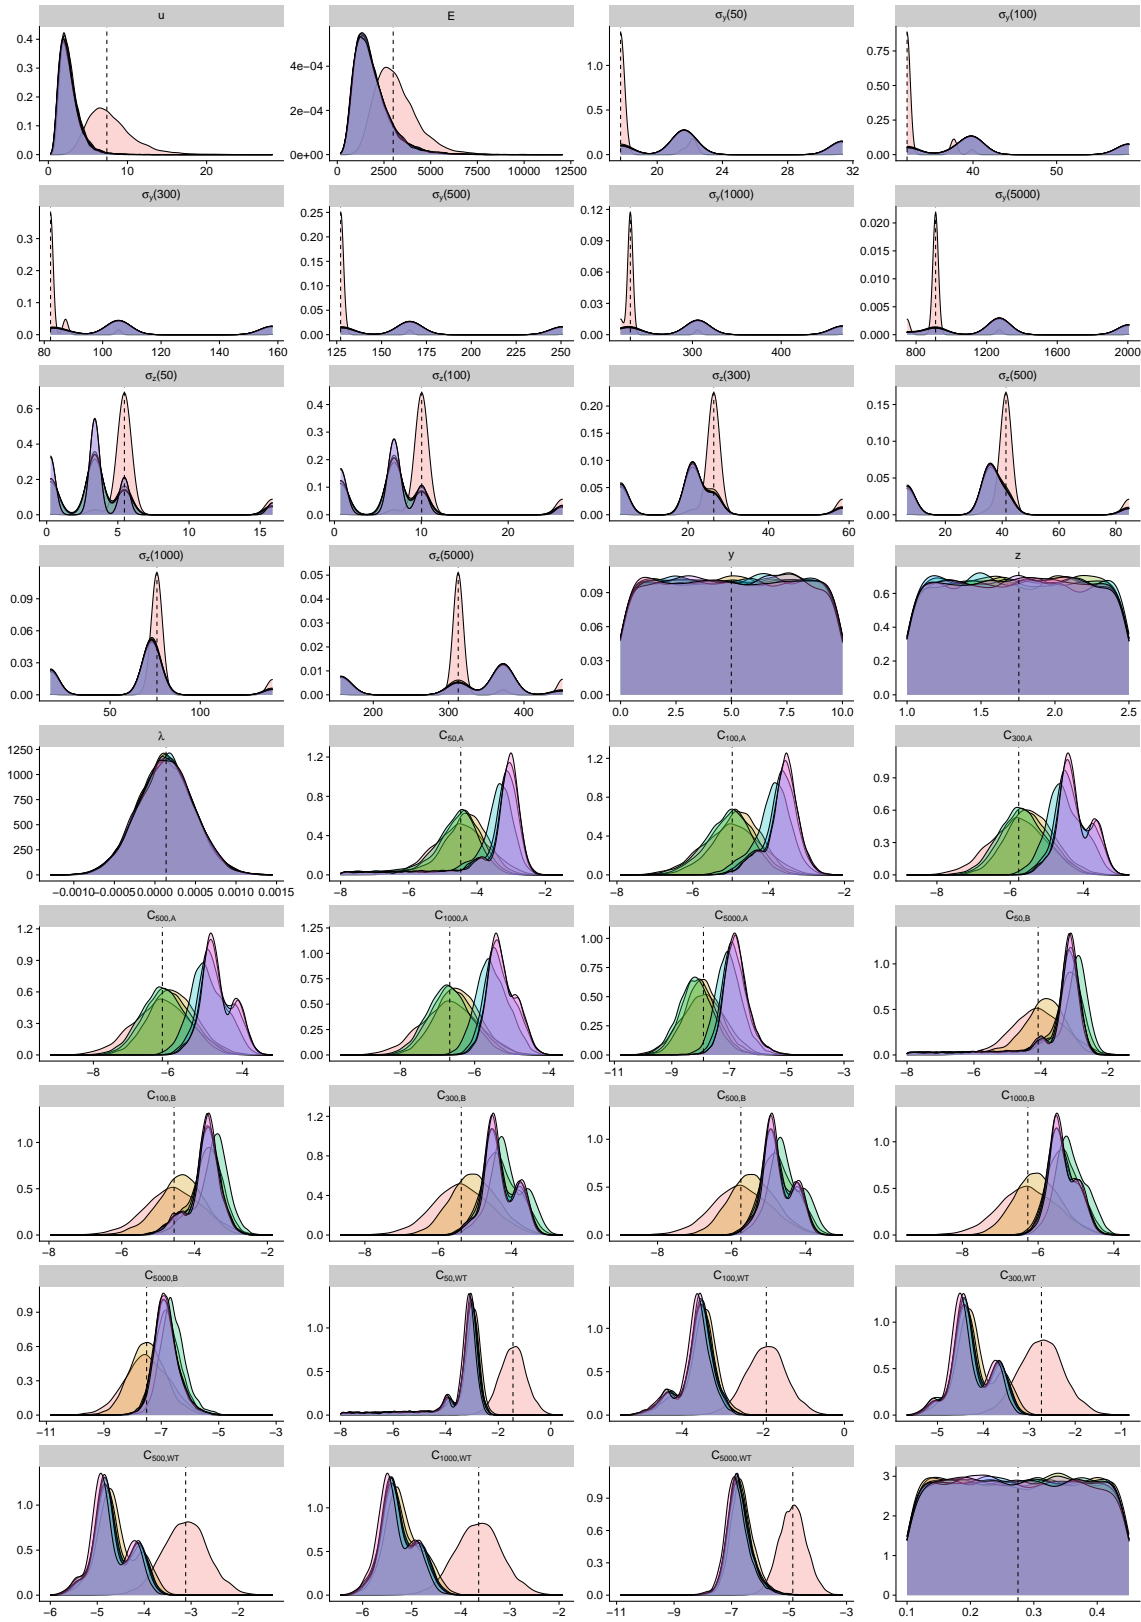 u
0.4
0.3
0.2
0.1
0.0
0 10 20
E
4e−04
2e−04
0e+00
0 2500 5000 7500 10000 12500
σy(50)
1.0
0.5
0.0
20 24 28 32
σy(100)
0.75
0.50
0.25
0.00
40 50
σy(300)
0.3
0.2
0.1
0.0
80 100 120 140 160
σy(500)
0.25
0.20
0.15
0.10
0.05
0.00
125 150 175 200 225 250
σy(1000)
0.12
0.09
0.06
0.03
0.00
300 400
σy(5000)
0.020
0.015
0.010
0.005
0.000
800 1200 1600 2000
σz(50)
0.6
0.4
0.2
0.0
0 5 10 15
σz(100)
0.4
0.3
0.2
0.1
0.0
0 10 20
σz(300)
0.20
0.15
0.10
0.05
0.00
20 40 60
σz(500)
0.15
0.10
0.05
0.00
20 40 60 80
σz(1000)
0.09
0.06
0.03
0.00
50 100
σz(5000)
0.05
0.04
0.03
0.02
0.01
0.00
200 300 400
y
0.09
0.06
0.03
0.00
0.0 2.5 5.0 7.5 10.0
z
0.6
0.4
0.2
0.0
1.0 1.5 2.0 2.5
λ
1250
1000
750
500
250
0
−0.0010 −0.0005 0.0000 0.0005 0.0010 0.0015
C50,A
1.2
0.8
0.4
0.0
−8 −6 −4 −2
C100,A
1.2
0.8
0.4
0.0
−8 −6 −4 −2
C300,A
0.9
0.6
0.3
0.0
−8 −6 −4
C500,A
1.2
0.9
0.6
0.3
0.0
−8 −6 −4
C1000,A
1.25
1.00
0.75
0.50
0.25
0.00
−8 −6 −4
C5000,A
1.00
0.75
0.50
0.25
0.00
−11 −9 −7 −5 −3
C50,B
1.0
0.5
0.0
−8 −6 −4 −2
C100,B
1.0
0.5
0.0
−8 −6 −4 −2
C300,B
1.2
0.8
0.4
0.0
−8 −6 −4
C500,B
1.0
0.5
0.0
−8 −6 −4
C1000,B
1.0
0.5
0.0
−8 −6 −4
C5000,B
0.9
0.6
0.3
0.0
−11 −9 −7 −5 −3
C50,WT
1.0
0.5
0.0
−8 −6 −4 −2 0
C100,WT
1.0
0.5
0.0
−4 −2 0
C300,WT
1.0
0.5
0.0
−5 −4 −3 −2 −1
C500,WT
1.0
0.5
0.0
−6 −5 −4 −3 −2 −1
C1000,WT
1.0
0.5
0.0
−6 −5 −4 −3 −2
C5000,WT
0.9
0.6
0.3
0.0
−11 −9 −7 −5 −3
3
2
1
0
0.1 0.2 0.3 0.4